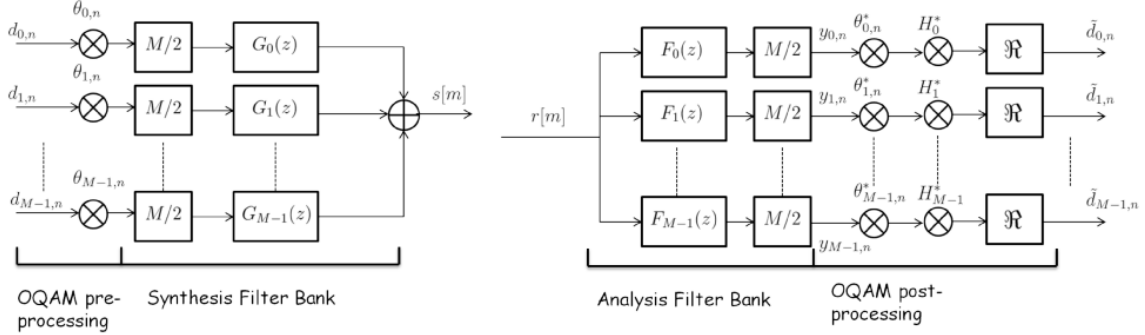 θ_{0,n} θ*_{0,n} H*_0
d_{0,n} M/2 G_0(z) F_0(z) M/2 y_{0,n} ℜ d̃_{0,n}
θ_{1,n} θ*_{1,n} H*_1
d_{1,n} M/2 G_1(z) s[m] r[m] F_1(z) M/2 y_{1,n} ℜ d̃_{1,n}
θ_{M−1,n} θ*_{M−1,n} H*_{M−1}
d_{M−1,n} M/2 G_{M−1}(z) F_{M−1}(z) M/2 y_{M−1,n} ℜ d̃_{M−1,n}
OQAM pre-
processing
Synthesis Filter Bank
Analysis Filter Bank
OQAM post-
processing